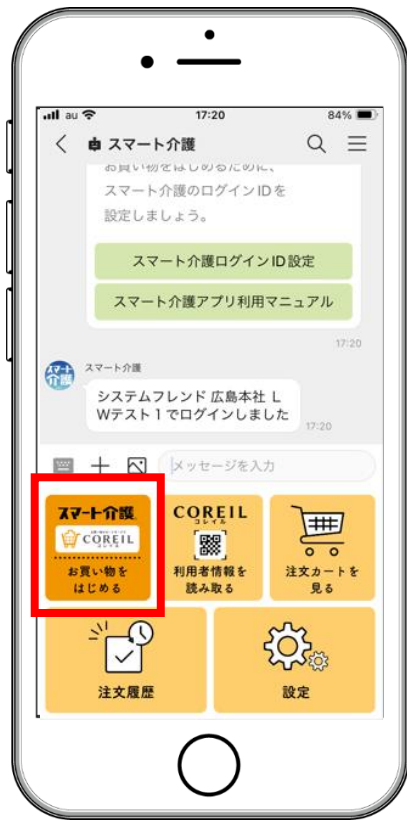 au 17:20 84%
スマート介護
お買い物をはじめるために、
スマート介護のログインIDを
設定しましょう。
スマート介護ログインID設定
スマート介護アプリ利用マニュアル
17:20
スマート介護
スマート介護
システムフレンド 広島本社 L
Wテスト1でログインしました
17:20
メッセージを入力
スマート介護
COREIL
お買い物を
はじめる
COREIL
コレイル
利用者情報を
読み取る
注文カートを
見る
注文履歴
設定